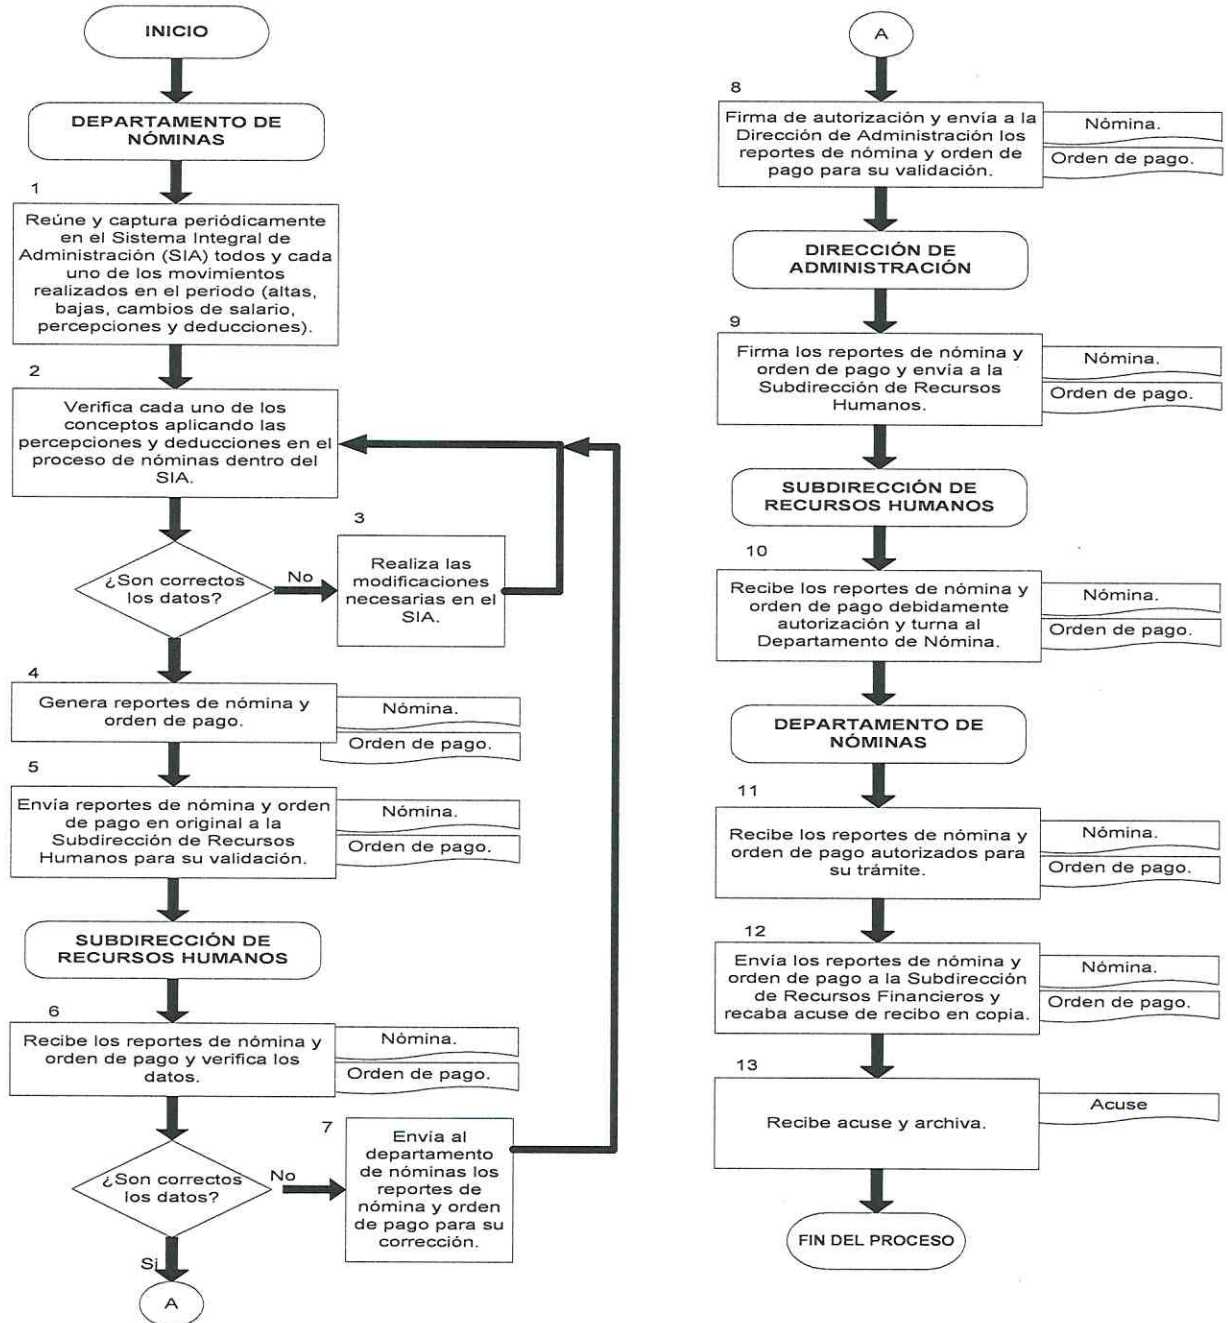 INICIO
DEPARTAMENTO DE
NÓMINAS
1
Reúne y captura periódicamente
en el Sistema Integral de
Administración (SIA) todos y cada
uno de los movimientos
realizados en el periodo (altas,
bajas, cambios de salario,
percepciones y deducciones).
2
Verifica cada uno de los
conceptos aplicando las
percepciones y deducciones en el
proceso de nóminas dentro del
SIA.
¿Son correctos
los datos?
No
3
Realiza las
modificaciones
necesarias en el
SIA.
4
Genera reportes de nómina y
orden de pago.
Nómina.
Orden de pago.
5
Envía reportes de nómina y orden
de pago en original a la
Subdirección de Recursos
Humanos para su validación.
Nómina.
Orden de pago.
SUBDIRECCIÓN DE
RECURSOS HUMANOS
6
Recibe los reportes de nómina y
orden de pago y verifica los
datos.
Nómina.
Orden de pago.
¿Son correctos
los datos?
No
7
Envía al
departamento
de nóminas los
reportes de
nómina y orden
de pago para su
corrección.
Si
A
A
8
Firma de autorización y envía a la
Dirección de Administración los
reportes de nómina y orden de
pago para su validación.
Nómina.
Orden de pago.
DIRECCIÓN DE
ADMINISTRACIÓN
9
Firma los reportes de nómina y
orden de pago y envía a la
Subdirección de Recursos
Humanos.
Nómina.
Orden de pago.
SUBDIRECCIÓN DE
RECURSOS HUMANOS
10
Recibe los reportes de nómina y
orden de pago debidamente
autorización y turna al
Departamento de Nómina.
Nómina.
Orden de pago.
DEPARTAMENTO DE
NÓMINAS
11
Recibe los reportes de nómina y
orden de pago autorizados para
su trámite.
Nómina.
Orden de pago.
12
Envía los reportes de nómina y
orden de pago a la Subdirección
de Recursos Financieros y
recaba acuse de recibo en copia.
Nómina.
Orden de pago.
13
Recibe acuse y archiva.
Acuse
FIN DEL PROCESO